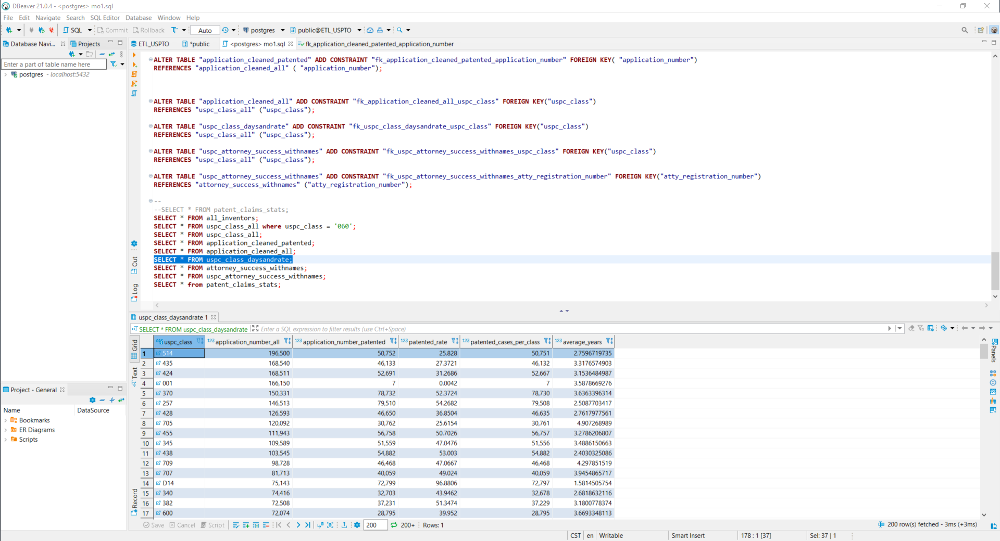 DBeaver 21.0.4 - <postgres> mo1.sql
File Edit Navigate Search SQL Editor Database Window Help
SQL Commit Rollback Auto postgres public@ETL_USPTO
Database Navi... Projects ETL_USPTO *public <postgres> mo1.sql fk_application_cleaned_patented_application_number
Enter a part of table name here
postgres - localhost:5432
ALTER TABLE "application_cleaned_patented" ADD CONSTRAINT "fk_application_cleaned_patented_application_number" FOREIGN KEY( "application_number")
REFERENCES "application_cleaned_all" ( "application_number");
ALTER TABLE "application_cleaned_all" ADD CONSTRAINT "fk_application_cleaned_all_uspc_class" FOREIGN KEY("uspc_class")
REFERENCES "uspc_class_all" ("uspc_class");
ALTER TABLE "uspc_class_daysandrate" ADD CONSTRAINT "fk_uspc_class_daysandrate_uspc_class" FOREIGN KEY("uspc_class")
REFERENCES "uspc_class_all" ("uspc_class");
ALTER TABLE "uspc_attorney_success_withnames" ADD CONSTRAINT "fk_uspc_attorney_success_withnames_uspc_class" FOREIGN KEY("uspc_class")
REFERENCES "uspc_class_all" ("uspc_class");
ALTER TABLE "uspc_attorney_success_withnames" ADD CONSTRAINT "fk_uspc_attorney_success_withnames_atty_registration_number" FOREIGN KEY("atty_registration_number")
REFERENCES "attorney_success_withnames" ("atty_registration_number");
--
--SELECT * FROM patent_claims_stats;
SELECT * FROM all_inventors;
SELECT * FROM uspc_class_all where uspc_class = '060';
SELECT * FROM uspc_class_all;
SELECT * FROM application_cleaned_patented;
SELECT * FROM application_cleaned_all;
SELECT * FROM uspc_class_daysandrate;
SELECT * FROM attorney_success_withnames;
SELECT * FROM uspc_attorney_success_withnames;
SELECT * from patent_claims_stats;
Out
Log
uspc_class_daysandrate 1
SELECT * FROM uspc_class_daysandrate Enter a SQL expression to filter results (use Ctrl+Space)
Grid
Text
Record
Panels
uspc_class 123 application_number_all 123 application_number_patented 123 patented_rate 123 patented_cases_per_class 123 average_years
1 514 196,500 50,752 25.828 50,751 2.7596719735
2 435 168,540 46,133 27.3721 46,132 3.3176574903
3 424 168,511 52,691 31.2686 52,667 3.1536484987
4 001 166,150 7 0.0042 7 3.5878669276
5 370 150,331 78,732 52.3724 78,730 3.6363396314
6 257 146,513 79,510 54.2682 79,508 2.5087703417
7 428 126,593 46,650 36.8504 46,635 2.7617977561
8 705 120,092 30,762 25.6154 30,761 4.907268989
9 455 111,943 56,758 50.7026 56,757 3.2786206807
10 345 109,589 51,559 47.0476 51,556 3.4886150663
11 438 103,545 54,882 53.003 54,882 2.4030325086
12 709 98,728 46,468 47.0667 46,468 4.297851519
13 707 81,713 40,059 49.024 40,059 3.9454865717
14 D14 75,143 72,799 96.8806 72,797 1.5814505754
15 340 74,416 32,703 43.9462 32,678 2.6818632116
16 382 72,508 37,231 51.3474 37,229 3.1800778374
17 600 72,074 28,795 39.952 28,795 3.6693348113
Project - General
Name DataSource
Bookmarks
ER Diagrams
Scripts
Save Cancel Script 200 200+ Rows: 1 200 row(s) fetched - 3ms (+3ms)
CST en Writable Smart Insert 178 : 1 [37] Sel: 37 | 1